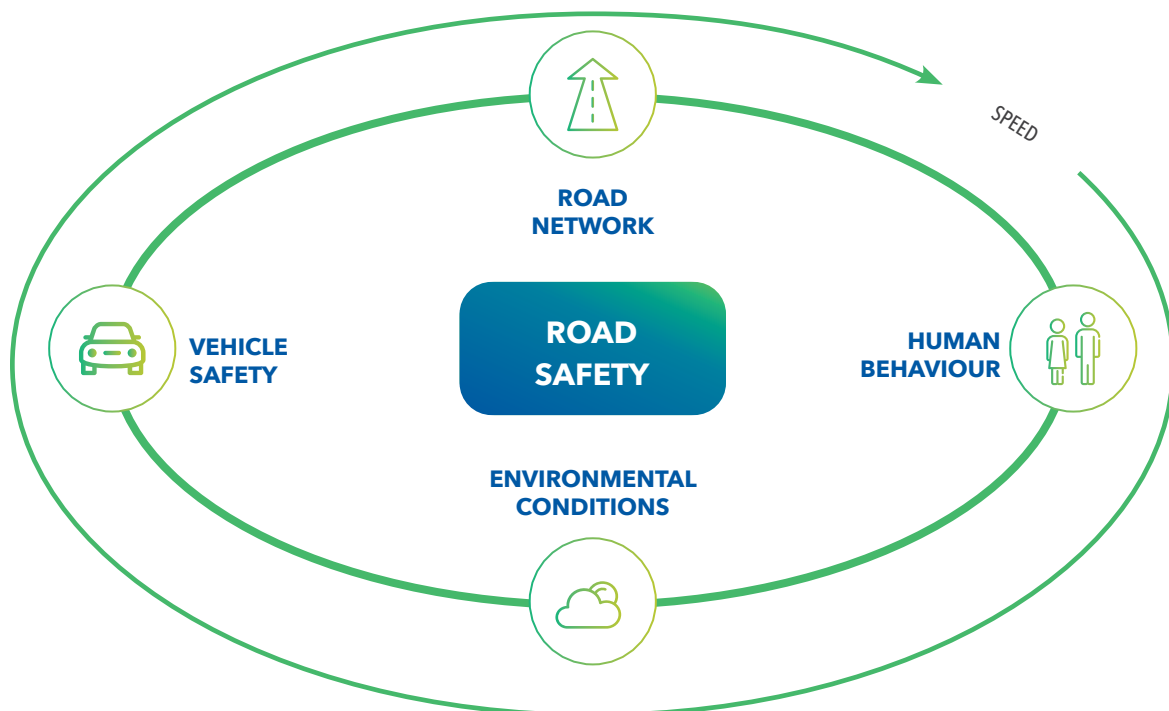 SPEED
ROAD
NETWORK
ROAD
SAFETY
VEHICLE
SAFETY
HUMAN
BEHAVIOUR
ENVIRONMENTAL
CONDITIONS